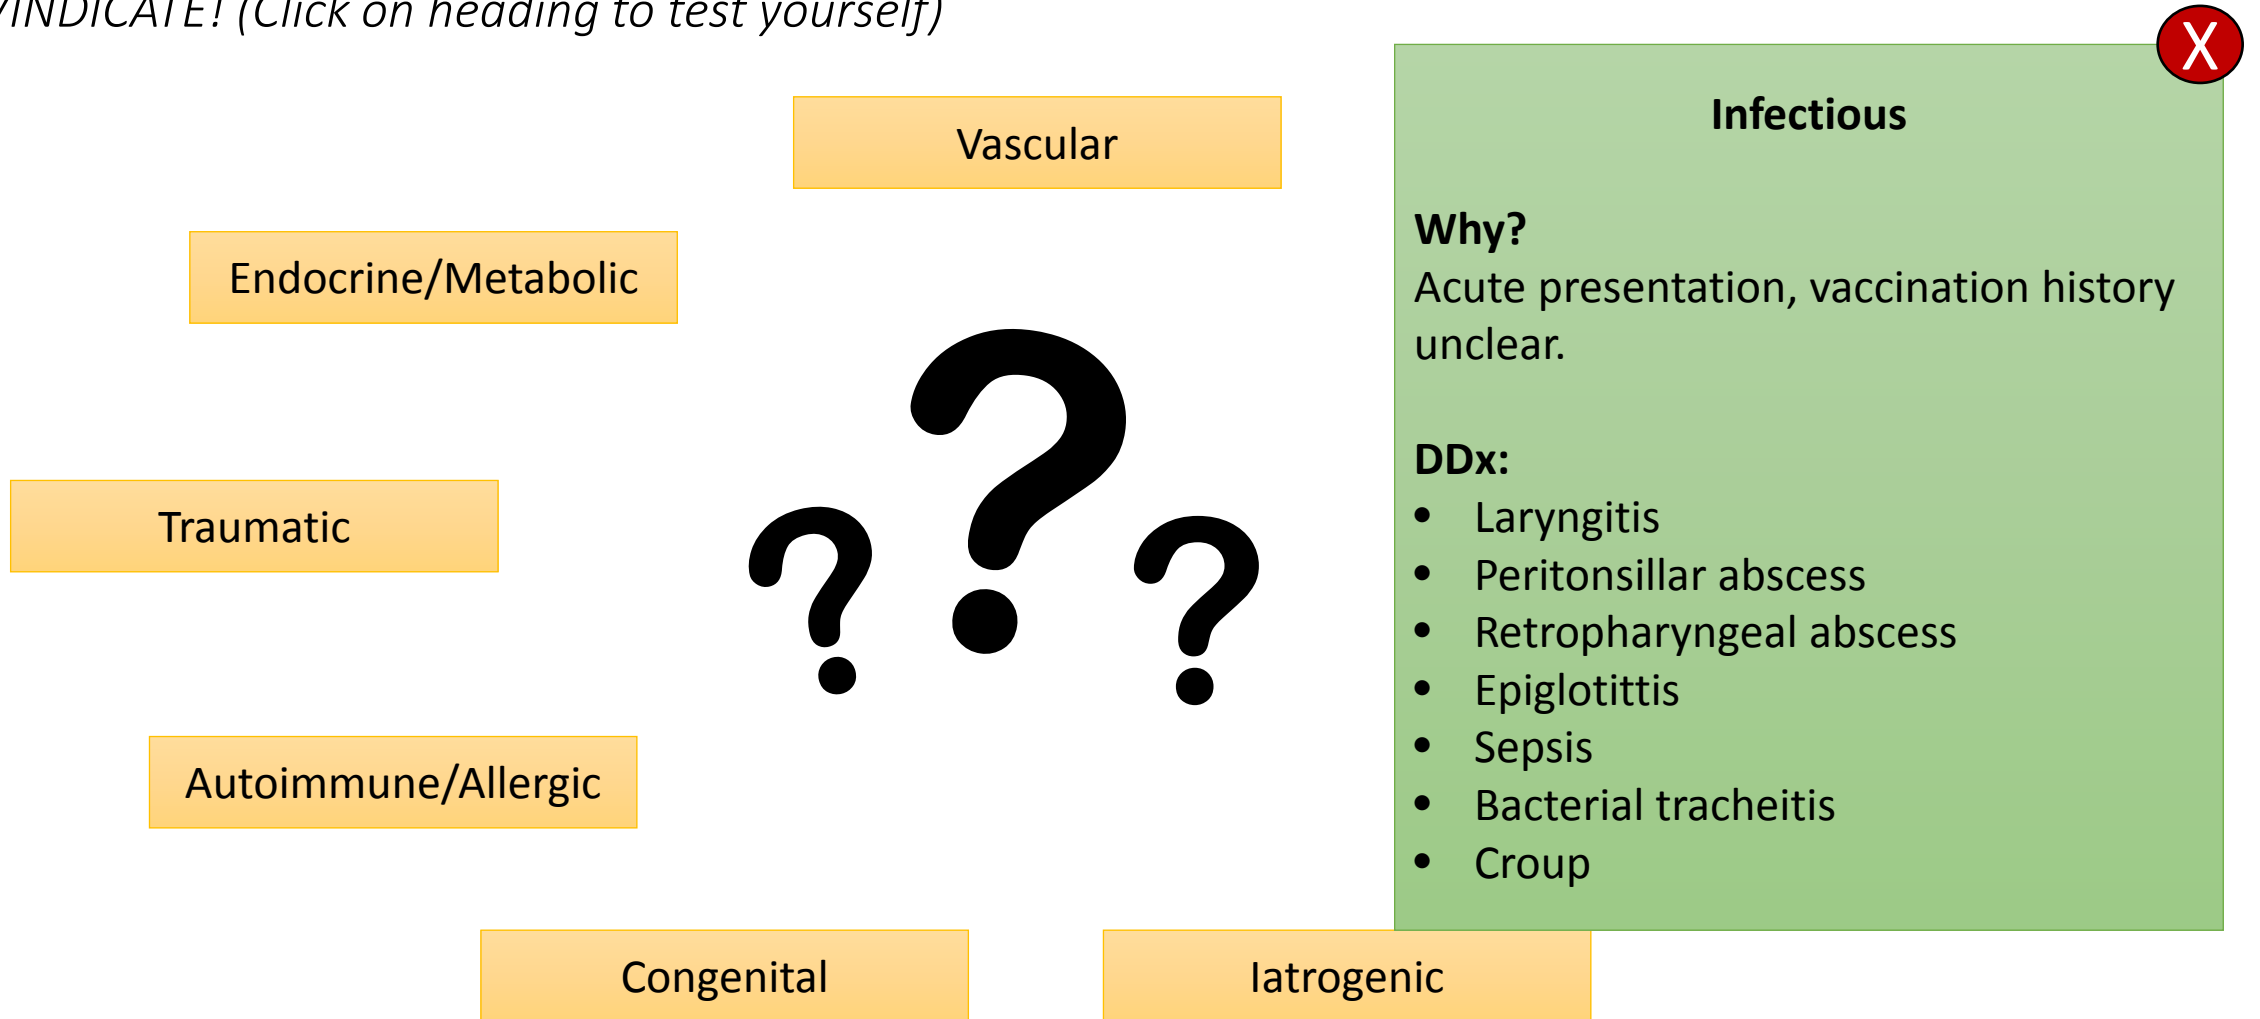 VINDICATE! (Click on heading to test yourself)
X
Vascular
Endocrine/Metabolic
Traumatic
Autoimmune/Allergic
Congenital
Iatrogenic
Infectious
Why?
Acute presentation, vaccination history
unclear.
DDx:
• Laryngitis
• Peritonsillar abscess
• Retropharyngeal abscess
• Epiglotittis
• Sepsis
• Bacterial tracheitis
• Croup